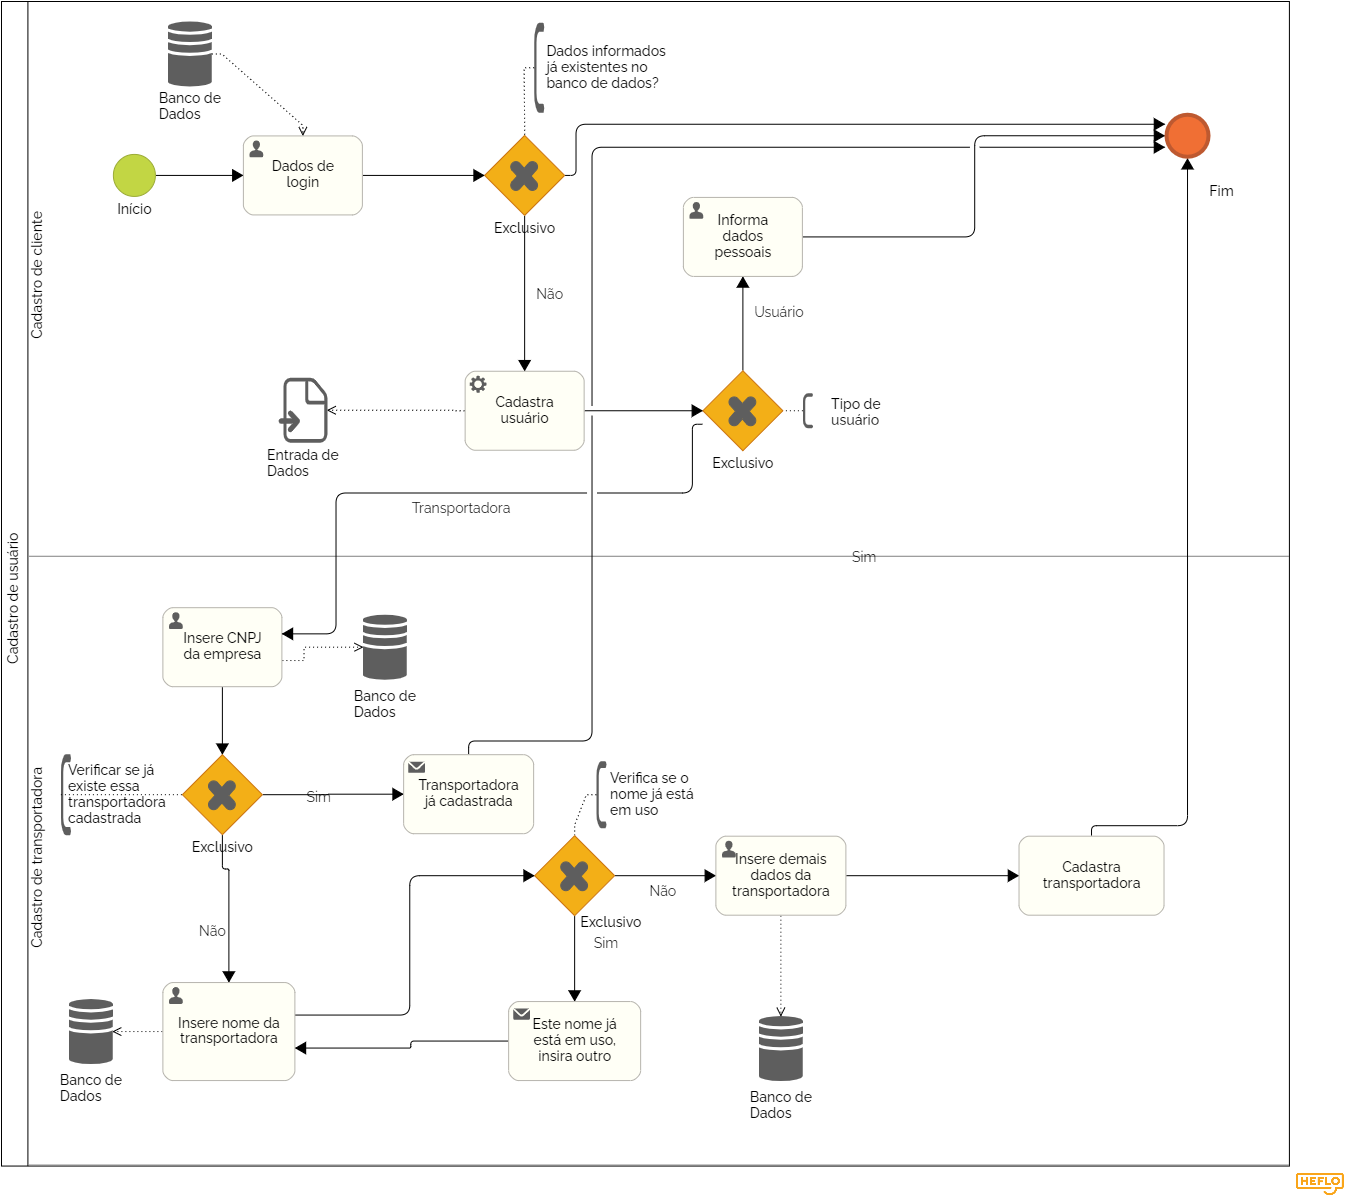 Cadastro de usuário
Cadastro de cliente
Banco de
Dados
Dados informados
já existentes no
banco de dados?
Início
Dados de
login
Exclusivo
Não
Informa
dados
pessoais
Fim
Usuário
Cadastra
usuário
Entrada de
Dados
Exclusivo
Tipo de
usuário
Transportadora
Sim
Cadastro de transportadora
Insere CNPJ
da empresa
Banco de
Dados
Verificar se já
existe essa
transportadora
cadastrada
Exclusivo
Sim
Transportadora
já cadastrada
Verifica se o
nome já está
em uso
Exclusivo
Não
Sim
Insere demais
dados da
transportadora
Cadastra
transportadora
Não
Insere nome da
transportadora
Este nome já
está em uso,
insira outro
Banco de
Dados
Banco de
Dados
HEFLO